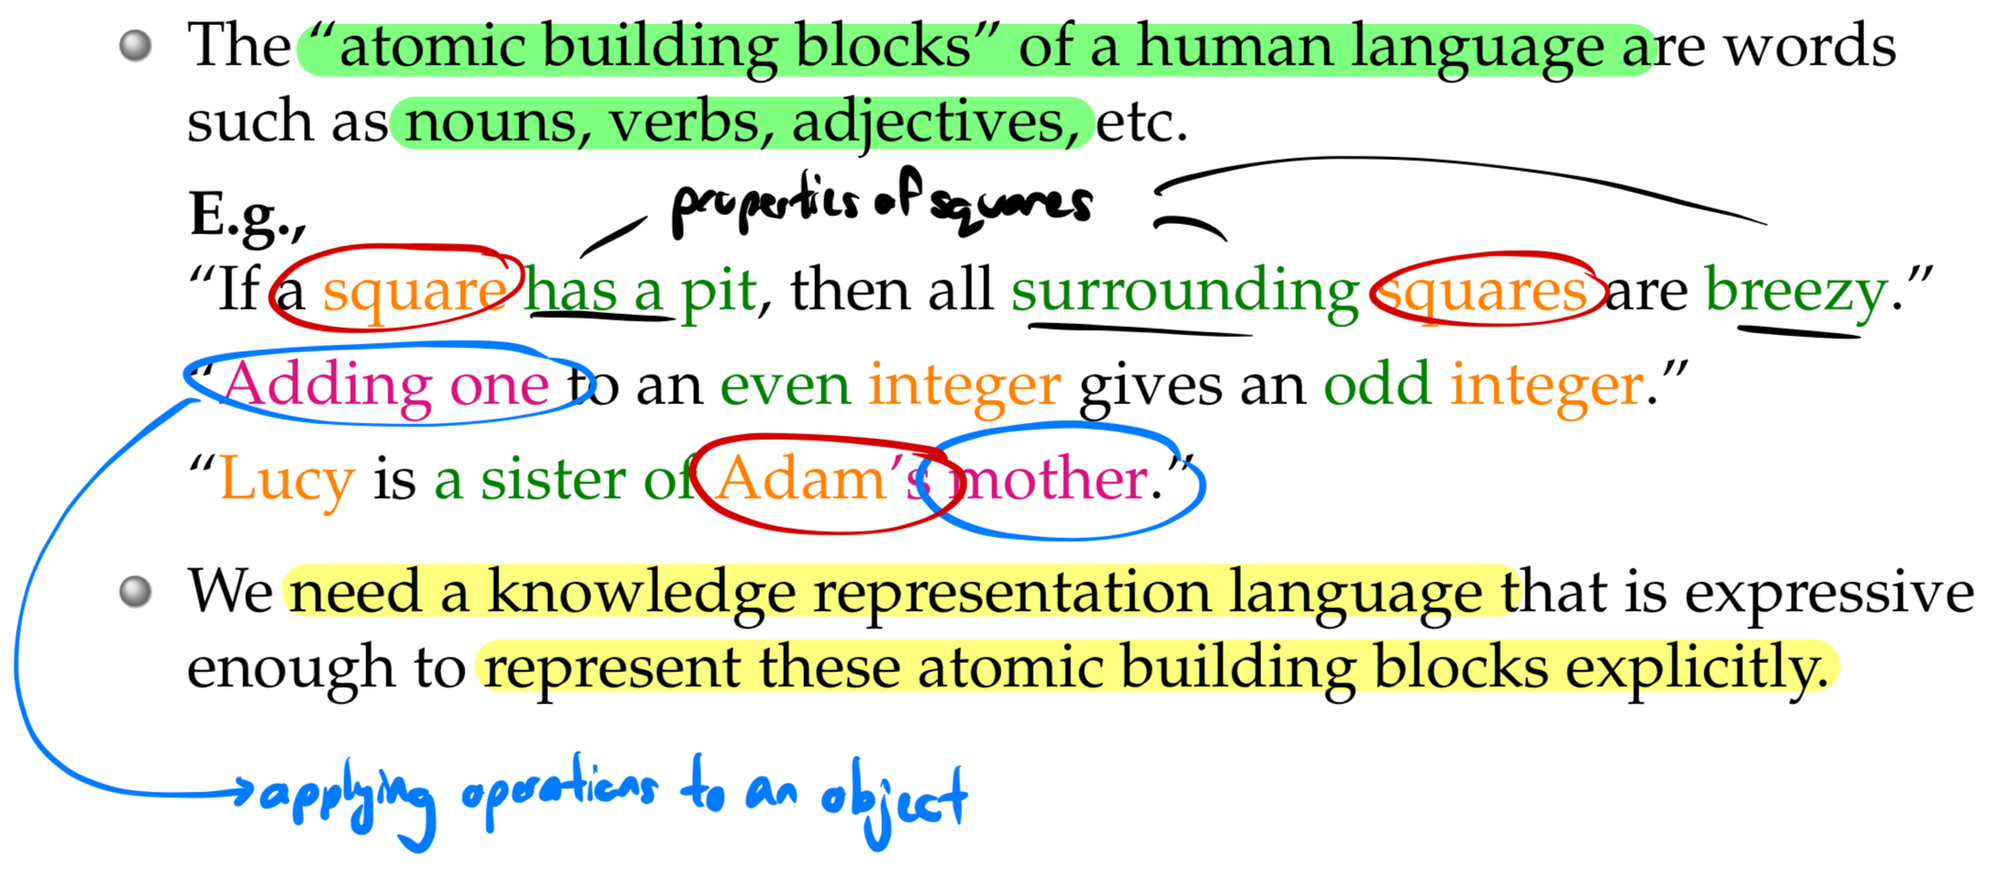 The “atomic building blocks” of a human language are words
such as nouns, verbs, adjectives, etc.
properties of squares
E.g.,
“If a square has a pit, then all surrounding squares are breezy.”
“Adding one to an even integer gives an odd integer.”
“Lucy is a sister of Adam’s mother.”
We need a knowledge representation language that is expressive
enough to represent these atomic building blocks explicitly.
applying operations to an object